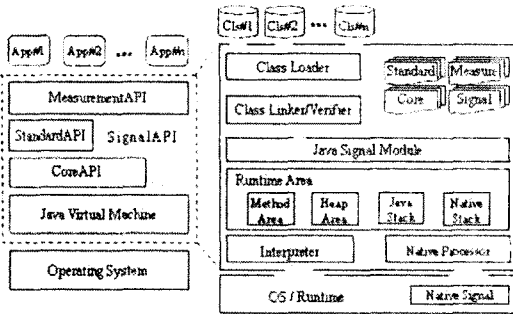 Cls#1 Cls#2 ... Cls#n
App#1 App#2 ... App#n
MeasurementAPI
StandardAPI SignalAPI
CoreAPI
Java Virtual Machine
Operating System
Class Loader
Standard Measure
Class Linker/Verifier
Core Signal
Java Signal Module
Runtime Area
Method Area
Heap Area
Java Stack
Native Stack
Interpreter
Native Processor
OS / Runtime
Native Signal